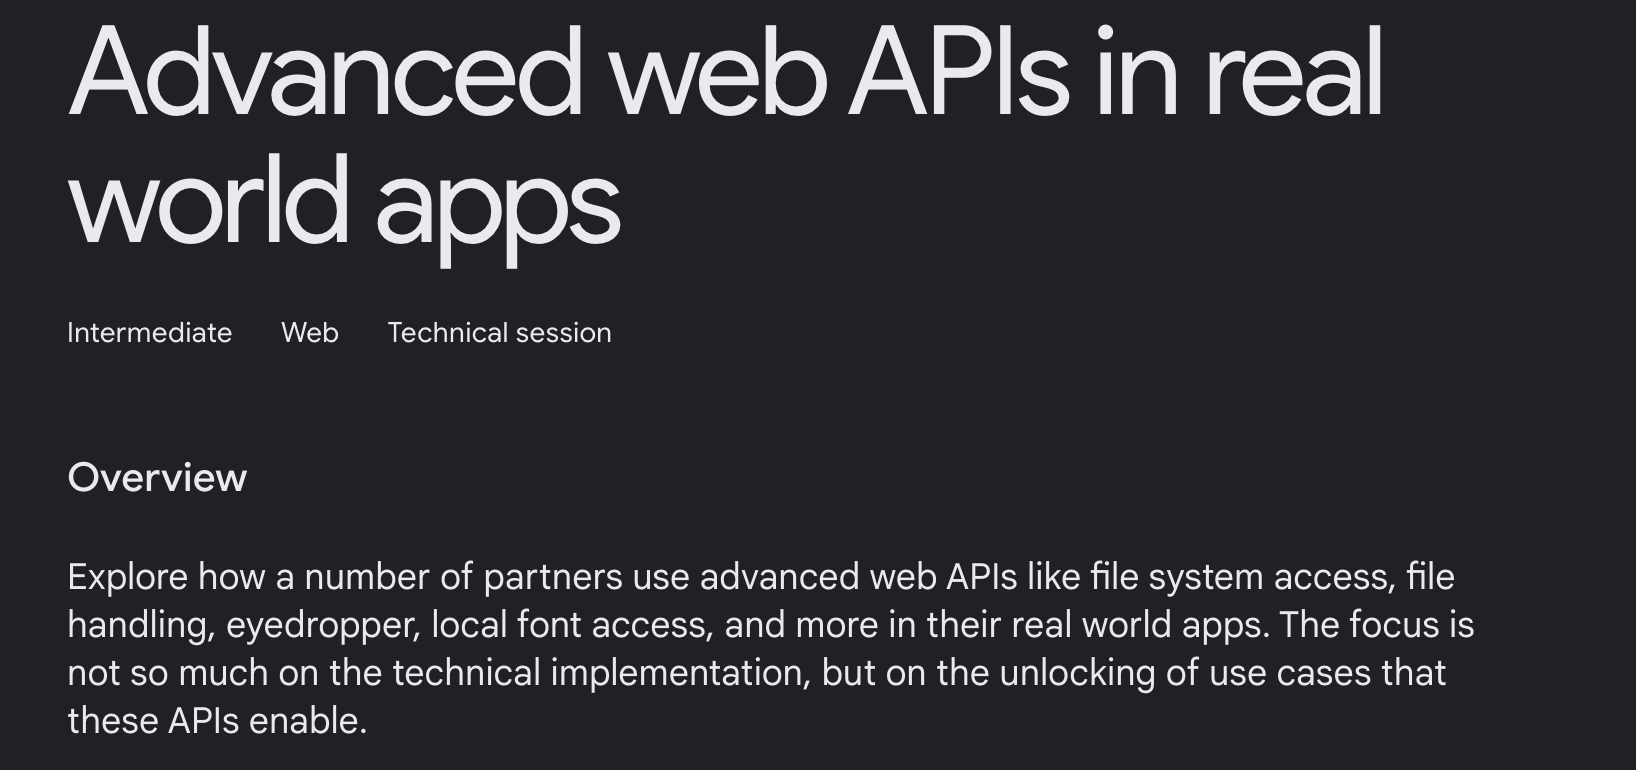 Advanced web APIs in real
world apps
Intermediate Web Technical session
Overview
Explore how a number of partners use advanced web APIs like file system access, file
handling, eyedropper, local font access, and more in their real world apps. The focus is
not so much on the technical implementation, but on the unlocking of use cases that
these APIs enable.